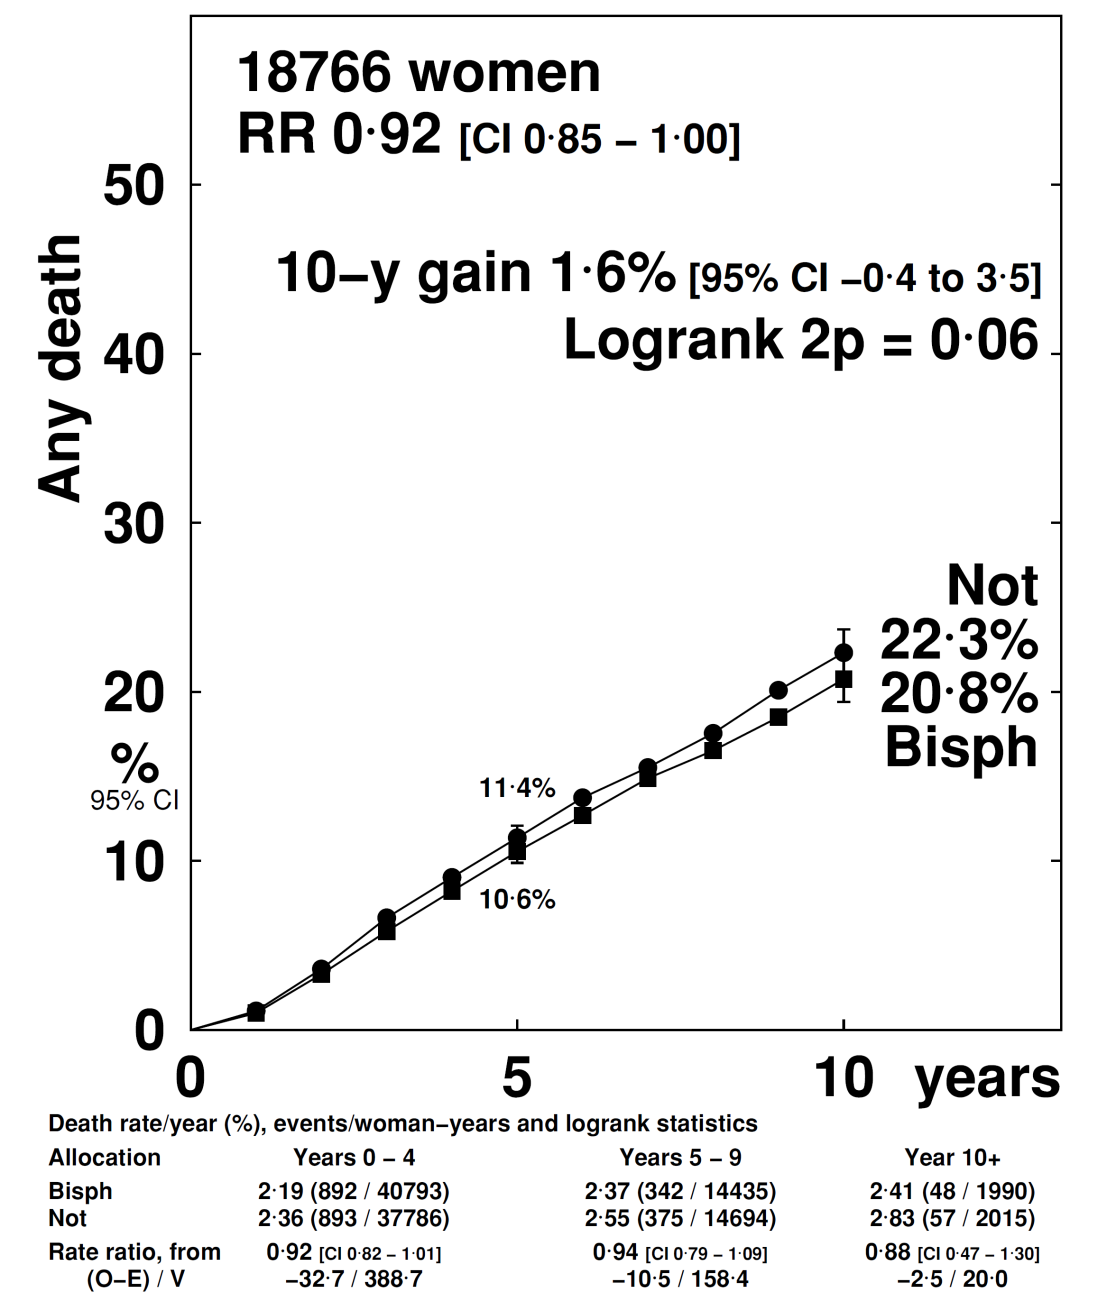 18766 women
RR 0·92 [CI 0·85 – 1·00]
50
10–y gain 1·6% [95% CI –0·4 to 3·5]
Logrank 2p = 0·06
40
Any death
30
Not
22·3%
20
20·8%
Bisph
%
95% CI
11·4%
10
10·6%
0
0 5 10 years
Death rate/year (%), events/woman–years and logrank statistics
Allocation Years 0 – 4 Years 5 – 9 Year 10+
Bisph 2·19 (892 / 40793) 2·37 (342 / 14435) 2·41 (48 / 1990)
Not 2·36 (893 / 37786) 2·55 (375 / 14694) 2·83 (57 / 2015)
Rate ratio, from 0·92 [CI 0·82 – 1·01] 0·94 [CI 0·79 – 1·09] 0·88 [CI 0·47 – 1·30]
(O–E) / V –32·7 / 388·7 –10·5 / 158·4 –2·5 / 20·0